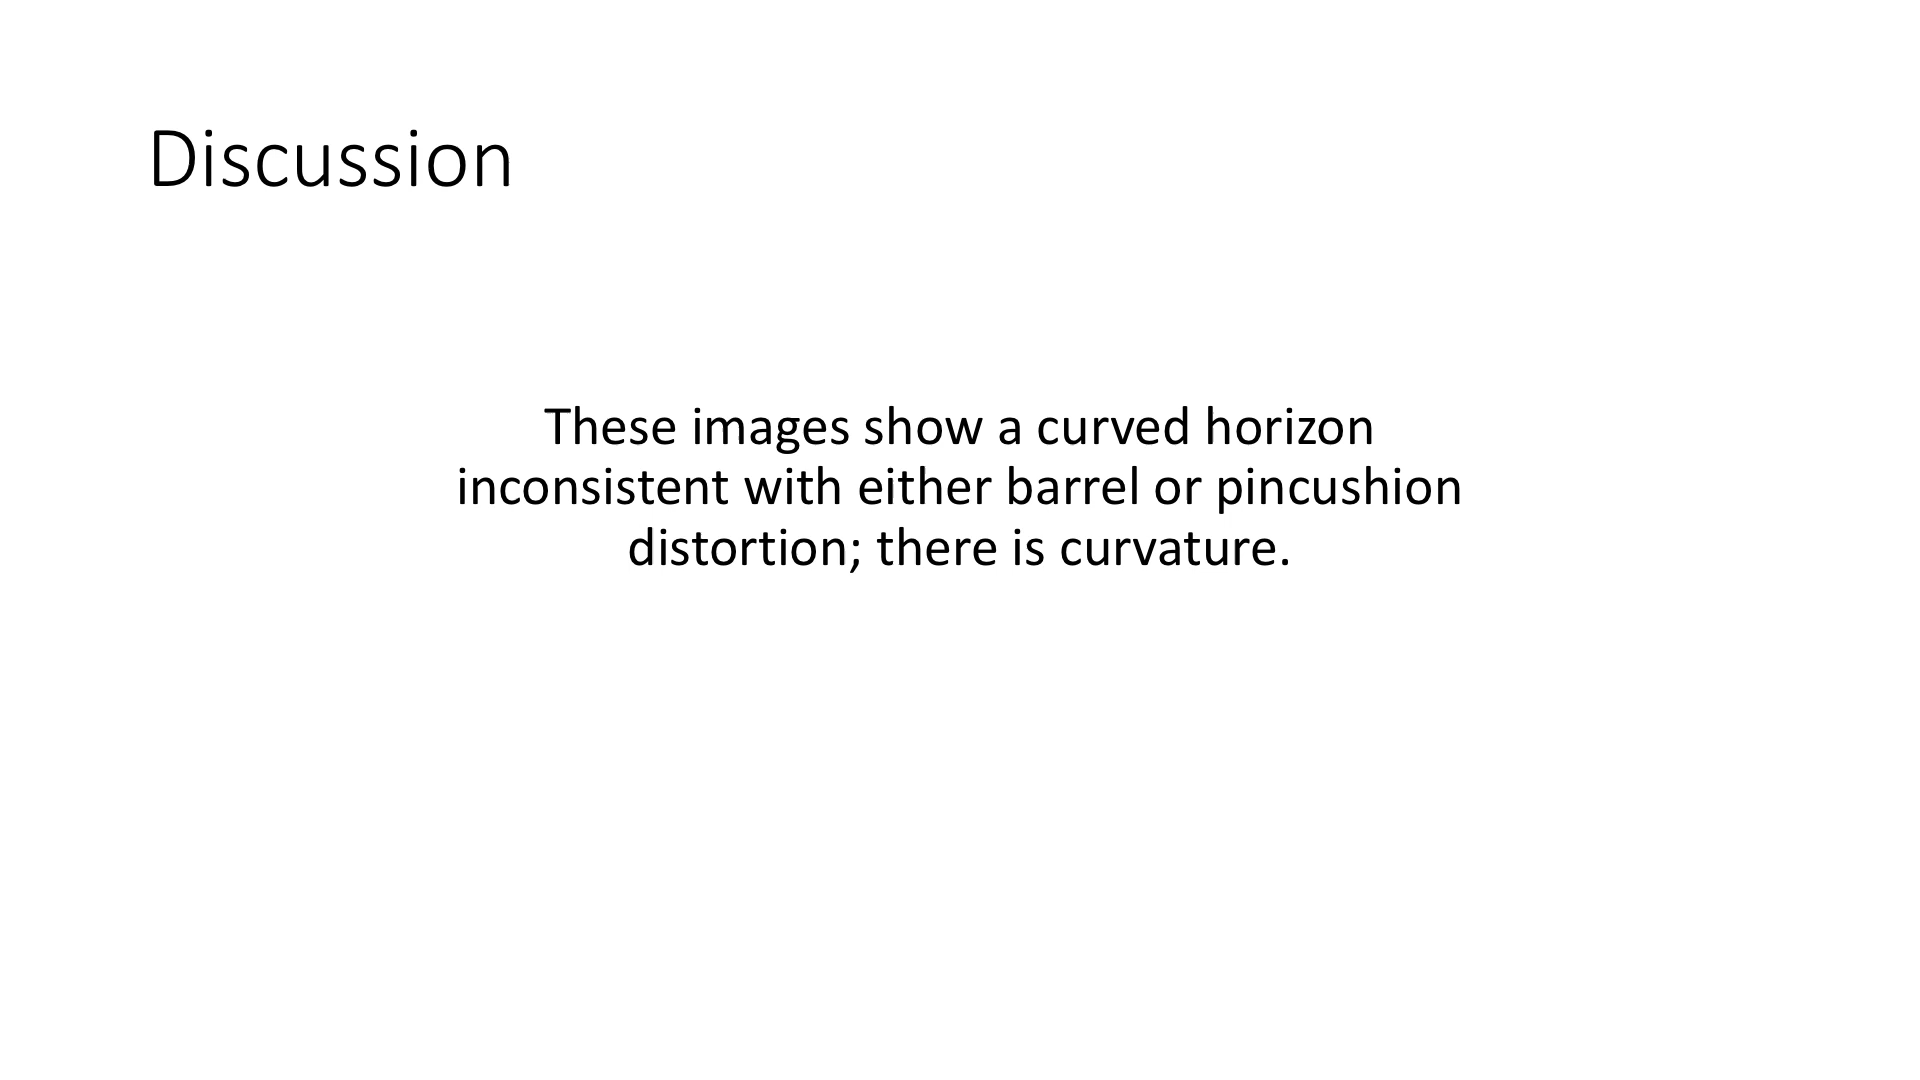 Discussion
These images show a curved horizon
inconsistent with either barrel or pincushion
distortion; there is curvature.